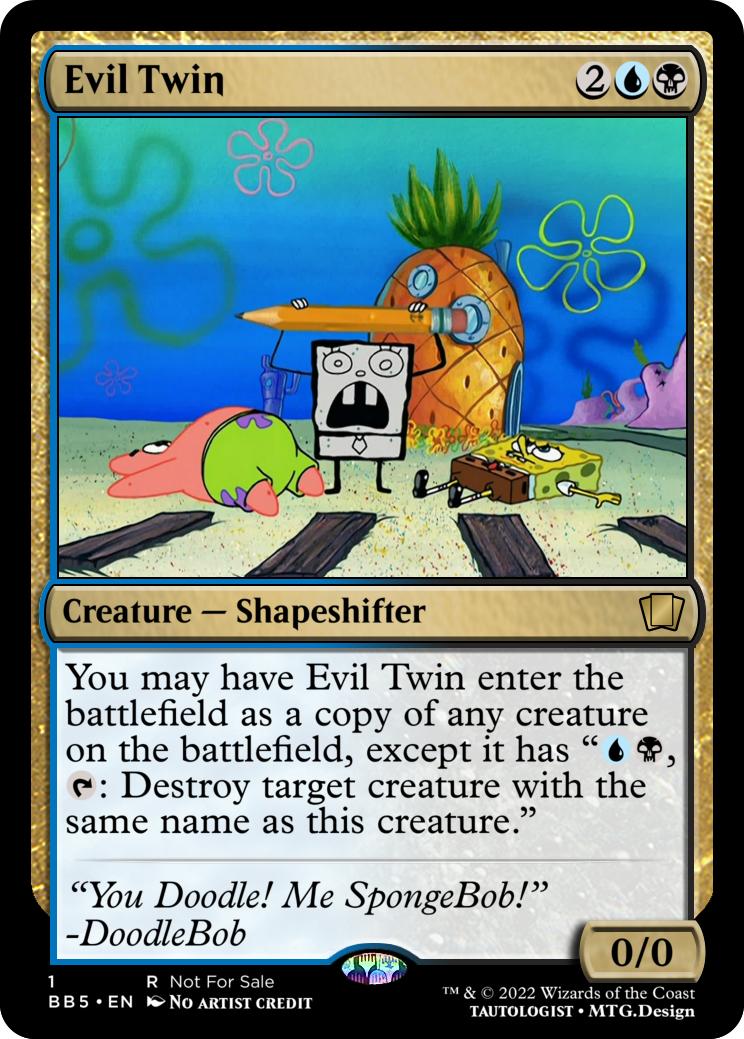 Evil Twin 2
Creature — Shapeshifter
You may have Evil Twin enter the
battlefield as a copy of any creature
on the battlefield, except it has “
,
: Destroy target creature with the
same name as this creature.”
“You Doodle! Me SpongeBob!”
-DoodleBob
0/0
1 R Not For Sale
BB5 • EN No artist credit
™ & © 2022 Wizards of the Coast
TAUTOLOGIST • MTG.Design